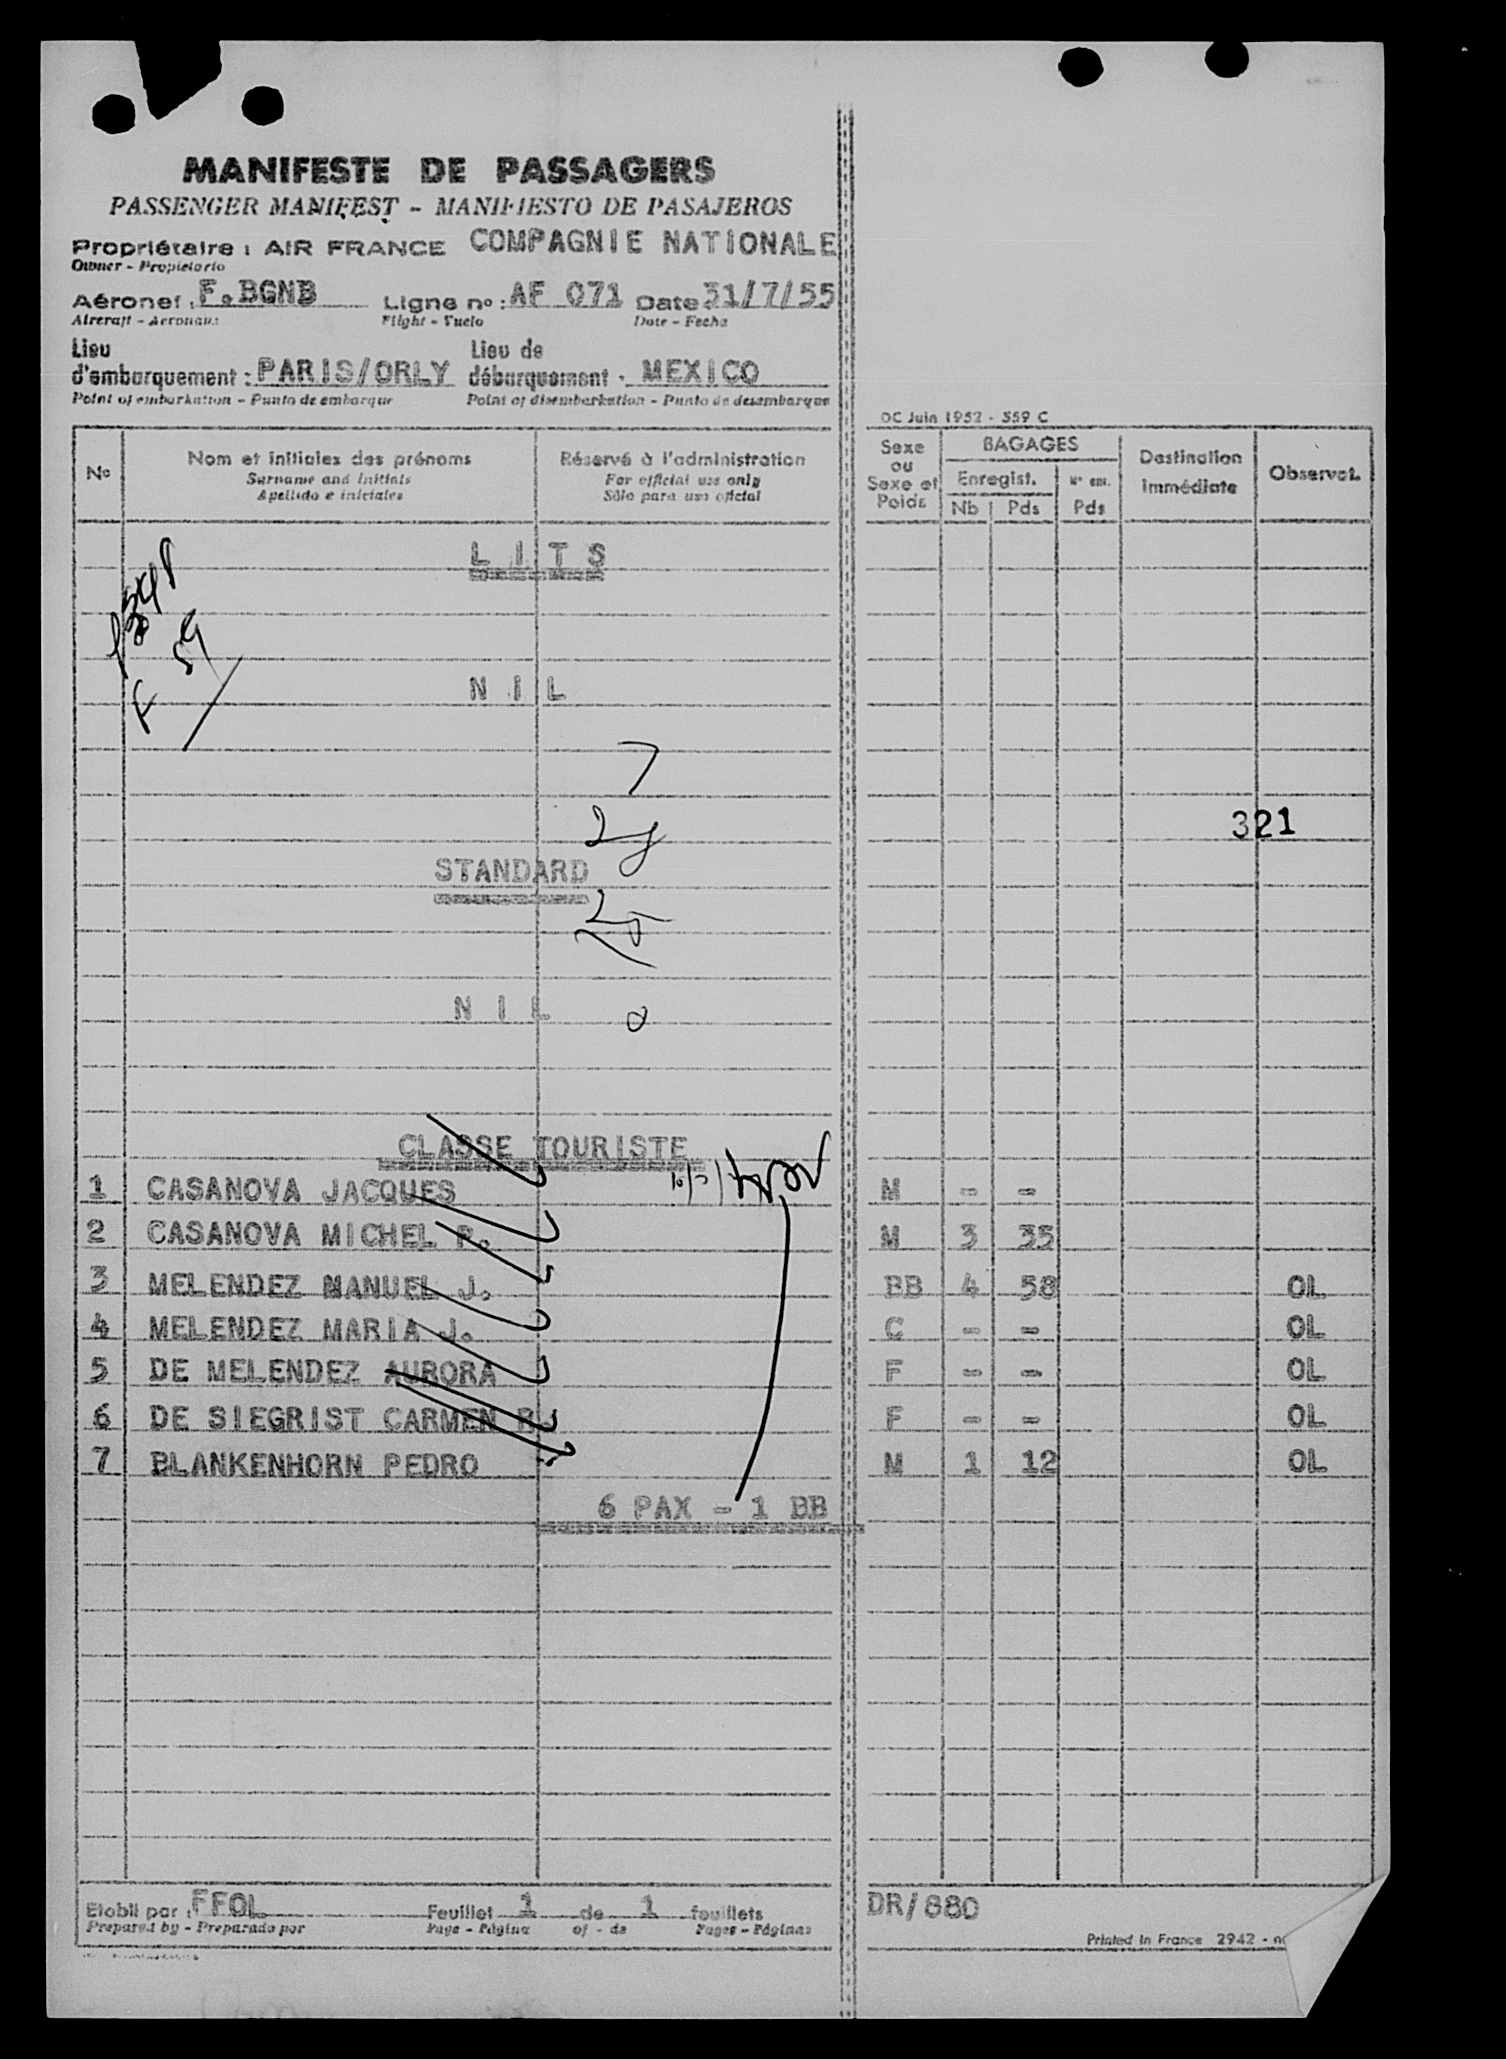 MANIFESTE DE PASSAGERS
PASSENGER MANIFEST - MANIFIESTO DE PASAJEROS
Propriétaire : AIR FRANCE COMPAGNIE NATIONALE
Owner - Propietario
Aéronef : F.BGNB Ligne nº : AF 071 Date 31/7/55
Aircraft - Aeronave Flight - Vuelo Date - Fecha
Lieu d'embarquement : PARIS/ORLY Lieu de débarquement : MEXICO
Point of embarkation - Punto de embarque Point of disembarkation - Punto de desembarque
DC Juin 1952 - 559 C
Nº Nom et initiales des prénoms Réservé à l'administration Sexe ou Sexe et Poids BAGAGES Destination immédiate Observat.
Surname and initials For official use only Enregist. Nº enr.
Apellido e iniciales Sólo para uso oficial Nb Pds Pds
L I T S
F 59
N I L
7
321
STANDARD
N I L
CLASSE TOURISTE
1 CASANOVA JACQUES M - -
2 CASANOVA MICHEL P. M 3 35
3 MELENDEZ MANUEL J. BB 4 58 OL
4 MELENDEZ MARIA J. C - - OL
5 DE MELENDEZ AURORA F - - OL
6 DE SIEGRIST CARMEN R. F - - OL
7 BLANKENHORN PEDRO M 1 12 OL
6 PAX - 1 BB
Etabli par : FFOL Feuillet 1 de 1 feuillets DR/880
Prepared by - Preparado por Page - Página of - de Pages - Páginas
Printed in France 2942 -